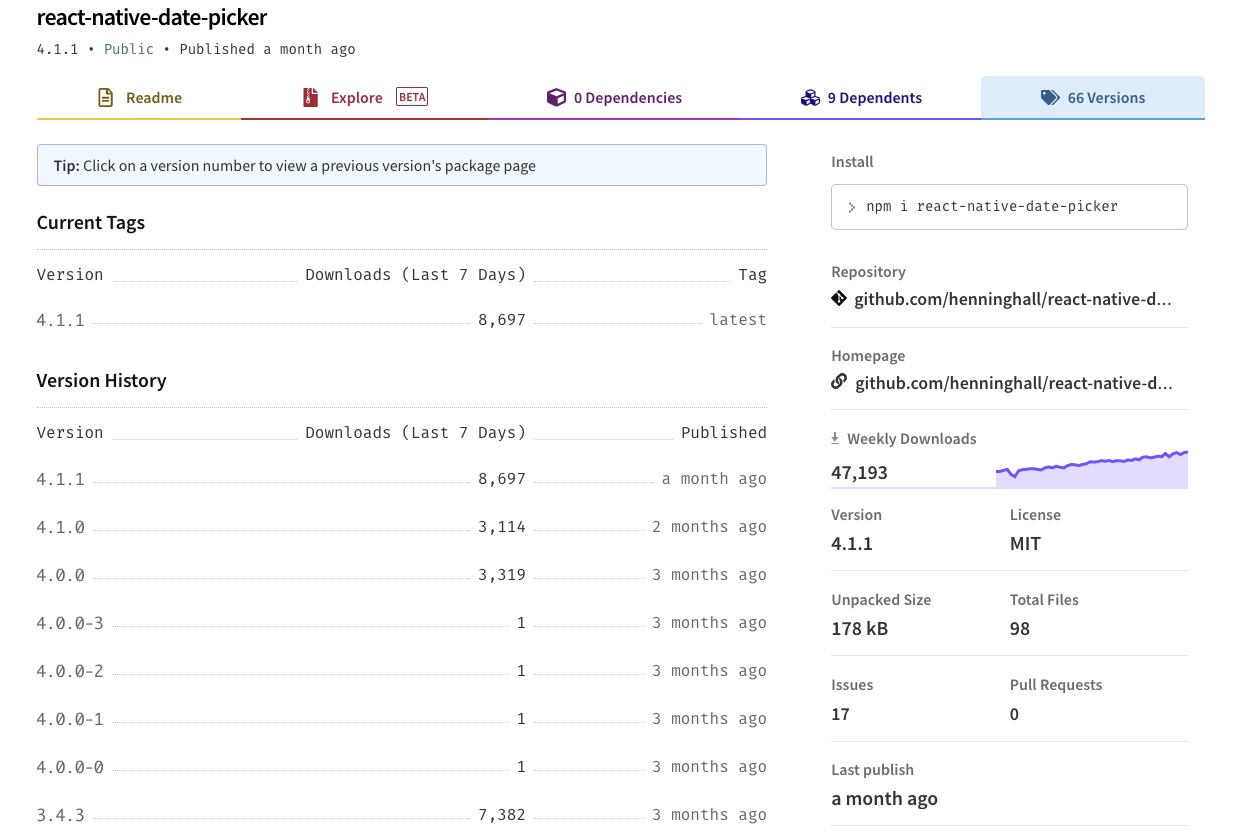 react-native-date-picker
4.1.1 • Public • Published a month ago
Readme
Explore BETA
0 Dependencies
9 Dependents
66 Versions
Tip: Click on a version number to view a previous version's package page
Current Tags
Version Downloads (Last 7 Days) Tag
4.1.1 8,697 latest
Version History
Version Downloads (Last 7 Days) Published
4.1.1 8,697 a month ago
4.1.0 3,114 2 months ago
4.0.0 3,319 3 months ago
4.0.0-3 1 3 months ago
4.0.0-2 1 3 months ago
4.0.0-1 1 3 months ago
4.0.0-0 1 3 months ago
3.4.3 7,382 3 months ago
Install
npm i react-native-date-picker
Repository
github.com/henninghall/react-native-d...
Homepage
github.com/henninghall/react-native-d...
Weekly Downloads
47,193
Version License
4.1.1 MIT
Unpacked Size Total Files
178 kB 98
Issues Pull Requests
17 0
Last publish
a month ago